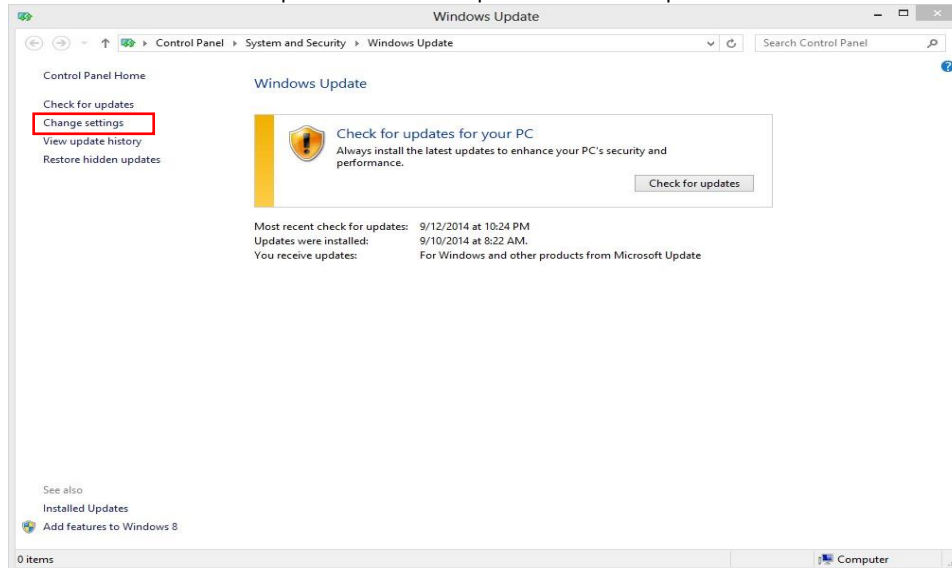 Windows Update
Control Panel System and Security Windows Update
Search Control Panel
Control Panel Home
Check for updates
Change settings
View update history
Restore hidden updates
Windows Update
Check for updates for your PC
Always install the latest updates to enhance your PC's security and
performance.
Check for updates
Most recent check for updates: 9/12/2014 at 10:24 PM
Updates were installed: 9/10/2014 at 8:22 AM.
You receive updates: For Windows and other products from Microsoft Update
See also
Installed Updates
Add features to Windows 8
0 items
Computer